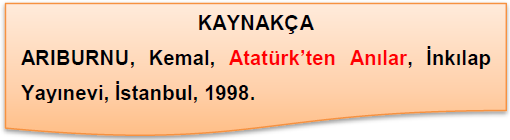 KAYNAKÇA
ARIBURNU, Kemal, Atatürk’ten Anılar, İnkılap
Yayınevi, İstanbul, 1998.